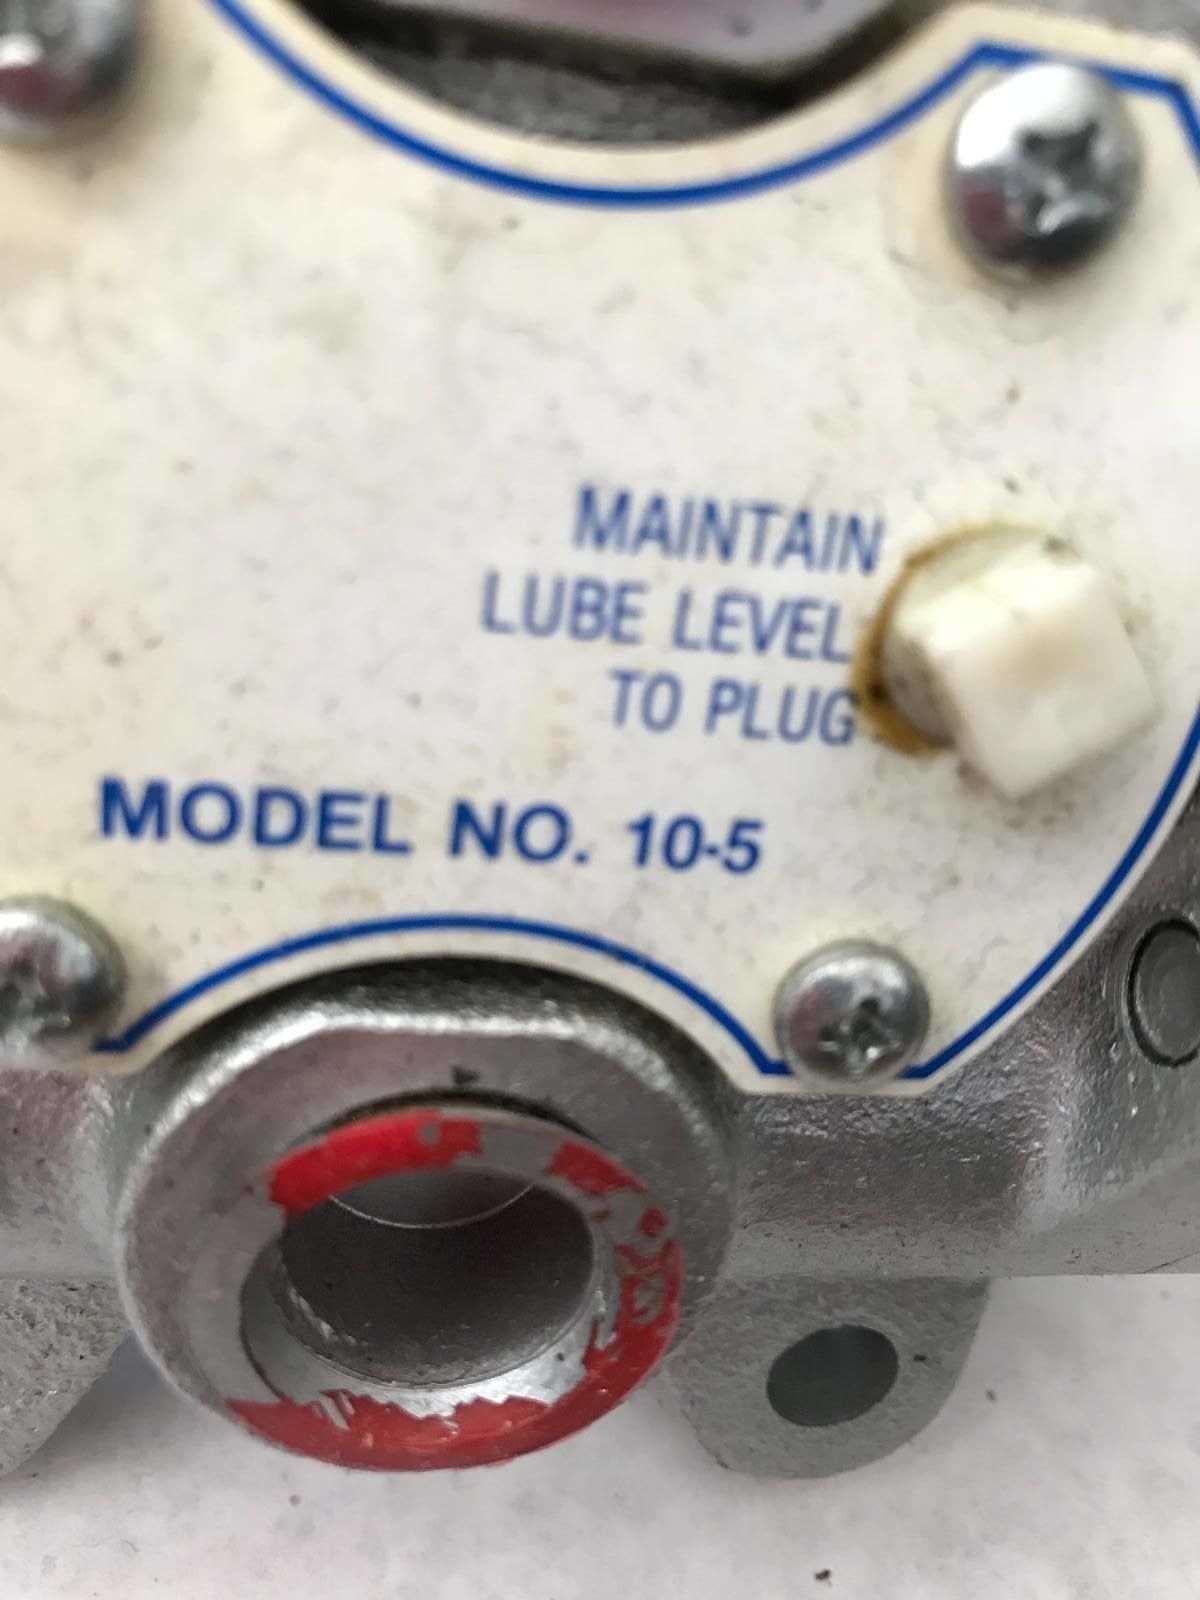 MAINTAIN
LUBE LEVEL
TO PLUG
MODEL NO. 10-5